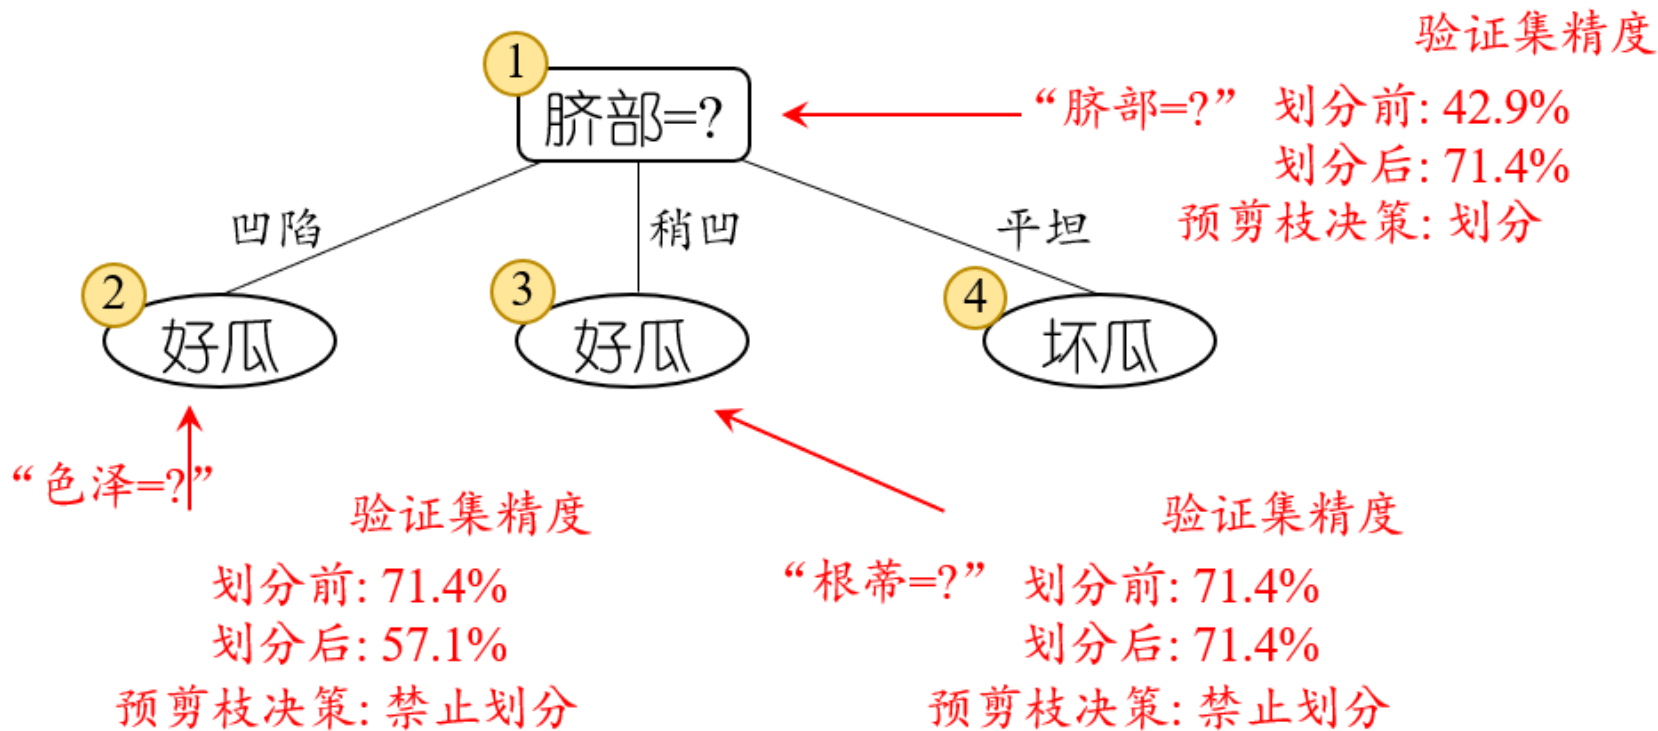 验证集精度
1
脐部=?
“脐部=?” 划分前: 42.9%
划分后: 71.4%
预剪枝决策: 划分
凹陷
稍凹
平坦
2
好瓜
3
好瓜
4
坏瓜
“色泽=?”
验证集精度
划分前: 71.4%
划分后: 57.1%
预剪枝决策: 禁止划分
验证集精度
“根蒂=?” 划分前: 71.4%
划分后: 71.4%
预剪枝决策: 禁止划分